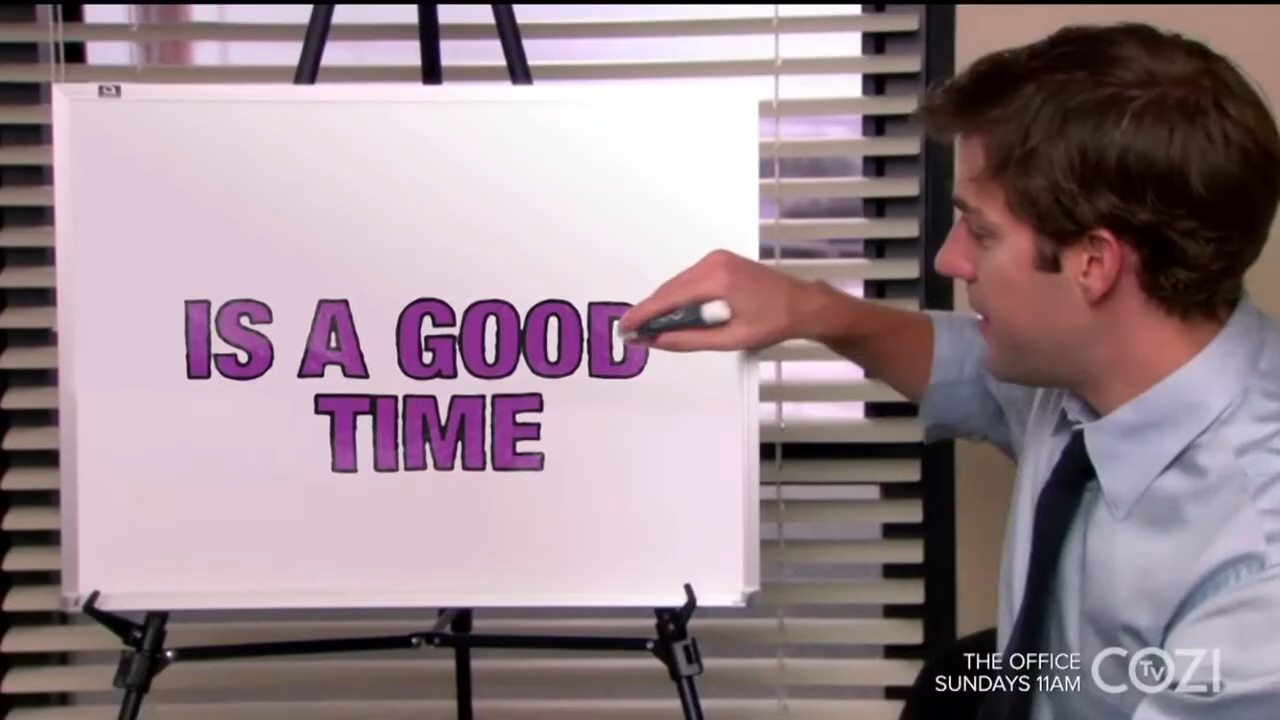 IS A GOOD
TIME
THE OFFICE
SUNDAYS 11AM
COZI
TV